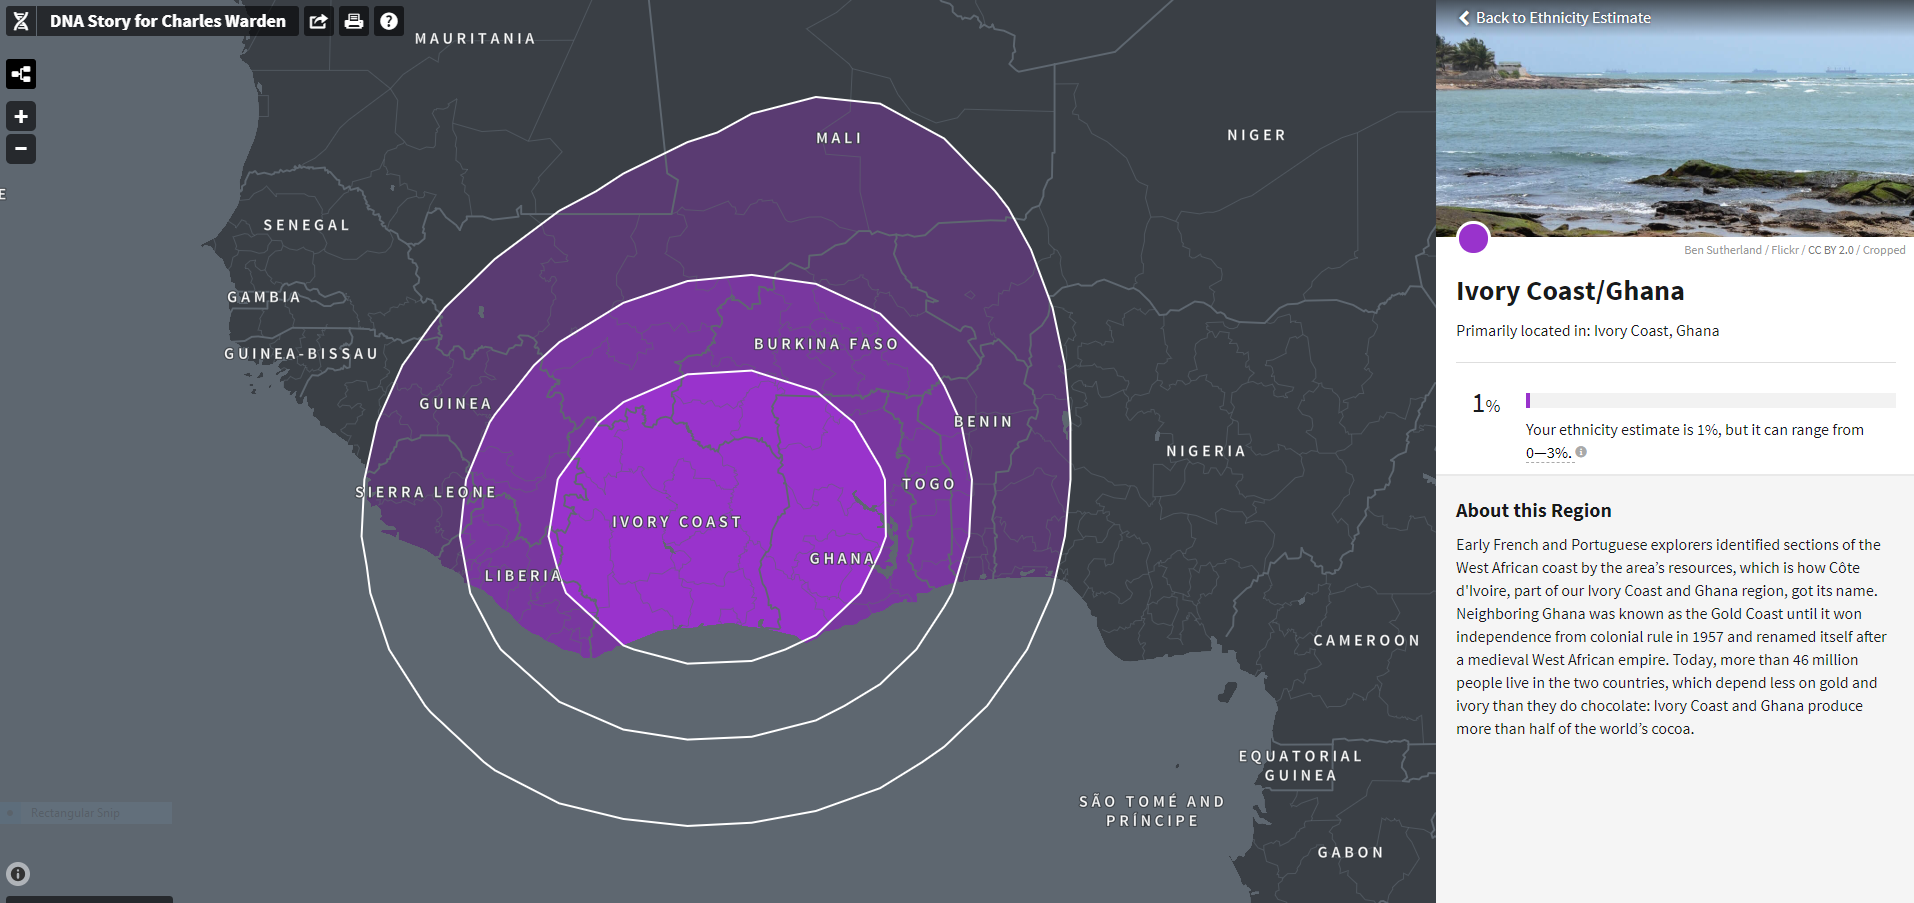 DNA Story for Charles Warden
MAURITANIA
MALI
NIGER
E
SENEGAL
GAMBIA
GUINEA-BISSAU
BURKINA FASO
GUINEA
BENIN
NIGERIA
SIERRA LEONE
TOGO
IVORY COAST
GHANA
LIBERIA
CAMEROON
EQUATORIAL
GUINEA
SÃO TOMÉ AND
PRÍNCIPE
GABON
Rectangular Snip
Back to Ethnicity Estimate
Ben Sutherland / Flickr / CC BY 2.0 / Cropped
Ivory Coast/Ghana
Primarily located in: Ivory Coast, Ghana
1%
Your ethnicity estimate is 1%, but it can range from
0—3%.
About this Region
Early French and Portuguese explorers identified sections of the
West African coast by the area’s resources, which is how Côte
d'Ivoire, part of our Ivory Coast and Ghana region, got its name.
Neighboring Ghana was known as the Gold Coast until it won
independence from colonial rule in 1957 and renamed itself after
a medieval West African empire. Today, more than 46 million
people live in the two countries, which depend less on gold and
ivory than they do chocolate: Ivory Coast and Ghana produce
more than half of the world’s cocoa.